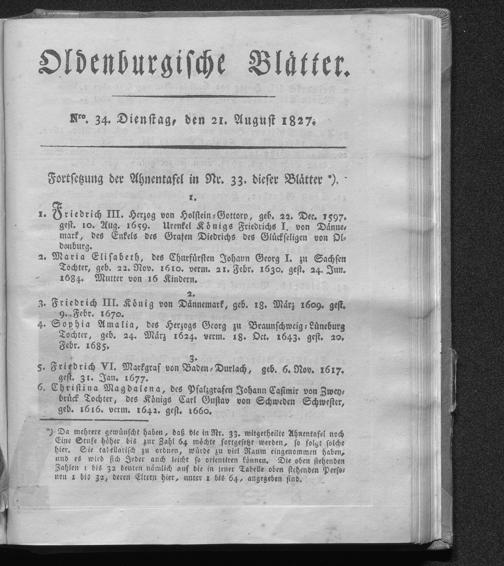 Oldenburgische Blätter.
Nro. 34. Dienstag, den 21. August 1827.
Fortsetzung der Ahnentafel in Nr. 33. dieser Blätter *).
1.
1. Friedrich III. Herzog von Holstein-Gottorp, geb. 22. Dec. 1597.
gest. 10. Aug. 1659. Urenkel Königs Friedrichs I. von Dänne-
mark, des Enkels des Grafen Diedrichs des Glückseligen von Ol-
denburg.
2. Maria Elisabeth, des Churfürsten Johann Georg I. zu Sachsen
Tochter, geb. 22. Nov. 1610. verm. 21. Febr. 1630. gest. 24. Jun.
1684. Mutter von 16 Kindern.
2.
3. Friedrich III. König von Dännemark, geb. 18. März 1609. gest.
9. Febr. 1670.
4. Sophia Amalia, des Herzogs Georg zu Braunschweig-Lüneburg
Tochter, geb. 24. März 1624. verm. 18. Oct. 1643. gest. 20.
Febr. 1685.
3.
5. Friedrich VI. Markgraf von Baden-Durlach, geb. 6. Nov. 1617.
gest. 31. Jan. 1677.
6. Christina Magdalena, des Pfalzgrafen Johann Casimir von Zwey-
brück Tochter, des Königs Carl Gustav von Schweden Schwester,
geb. 1616. verm. 1642. gest. 1660.
*) Da mehrere gewünscht haben, daß die in Nr. 33. mitgetheilte Ahnentafel noch
Eine Stufe höher bis zur Zahl 64 möchte fortgesetzt werden, so folgt solche
hier. Sie tabellarisch zu ordnen, würde zu viel Raum eingenommen haben,
und es wird sich Jeder auch leicht so orientiren können. Die oben stehenden
Zahlen 1 bis 32 deuten nämlich auf die in jener Tabelle oben stehenden Perso-
nen 1 bis 32, deren Eltern hier, unter 1 bis 64, angegeben sind.